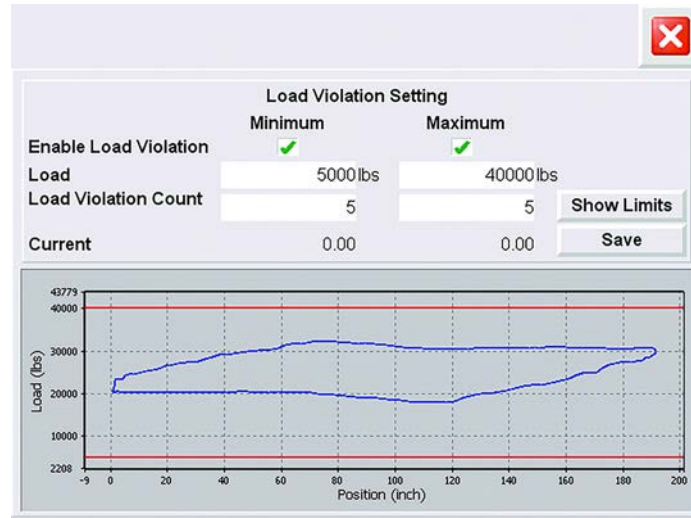 Load Violation Setting
Minimum Maximum
Enable Load Violation
Load 5000 lbs 40000 lbs
Load Violation Count 5 5 Show Limits
Current 0.00 0.00 Save
43779
40000
30000
20000
10000
2208
Load (lbs)
-9 0 20 40 60 80 100 120 140 160 180 200
Position (inch)